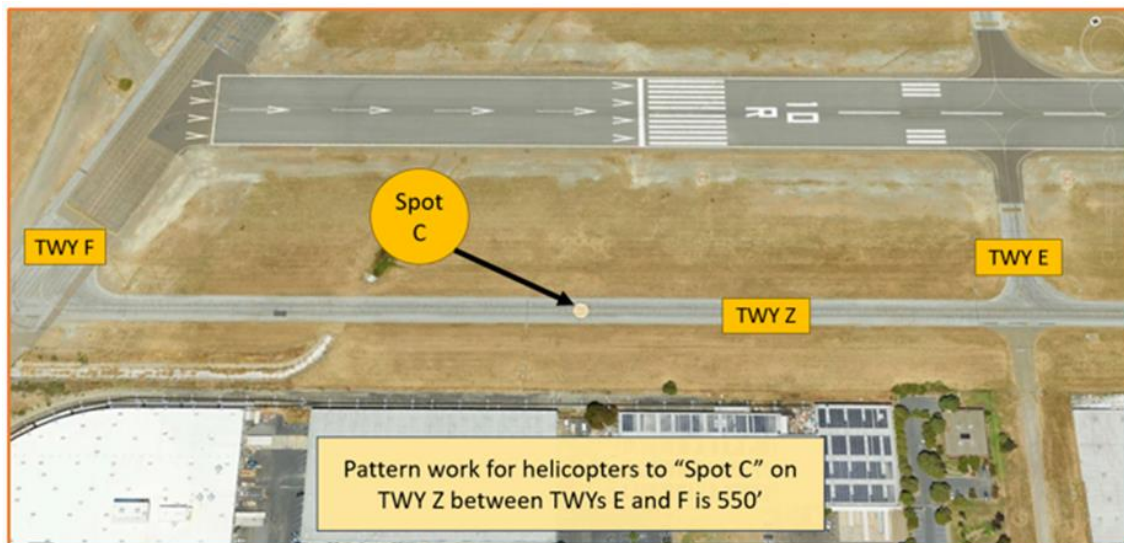 10
R
Spot
C
TWY F
TWY E
TWY Z
Pattern work for helicopters to “Spot C” on
TWY Z between TWYs E and F is 550’